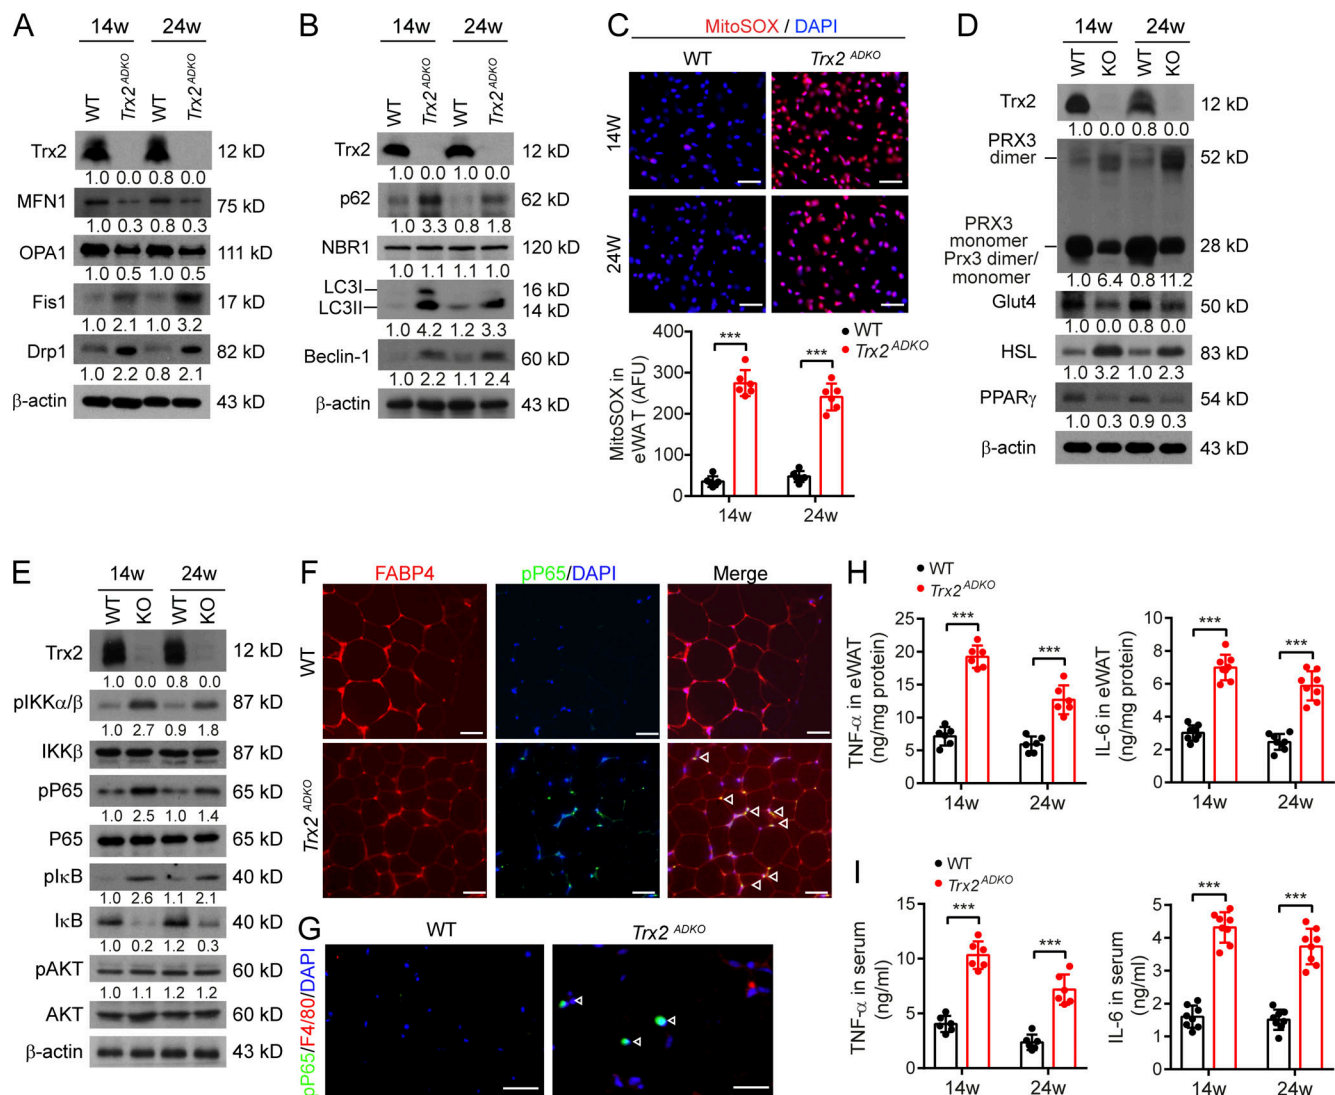 A
14w 24w
WT Trx2 ADKO WT Trx2 ADKO
Trx2 12 kD
1.0 0.0 0.8 0.0
MFN1 75 kD
1.0 0.3 0.8 0.3
OPA1 111 kD
1.0 0.5 1.0 0.5
Fis1 17 kD
1.0 2.1 1.0 3.2
Drp1 82 kD
1.0 2.2 0.8 2.1
β-actin 43 kD
B
14w 24w
WT Trx2 ADKO WT Trx2 ADKO
Trx2 12 kD
1.0 0.0 1.0 0.0
p62 62 kD
1.0 3.3 0.8 1.8
NBR1 120 kD
1.0 1.1 1.1 1.0
LC3I 16 kD
LC3II 14 kD
1.0 4.2 1.2 3.3
Beclin-1 60 kD
1.0 2.2 1.1 2.4
β-actin 43 kD
C
MitoSOX / DAPI
WT Trx2 ADKO
14W
24W
WT
Trx2 ADKO
MitoSOX in
eWAT (AFU)
400
300
200
100
0
*** ***
14w 24w
D
14w 24w
WT KO WT KO
Trx2 12 kD
1.0 0.0 0.8 0.0
PRX3
dimer 52 kD
PRX3
monomer 28 kD
Prx3 dimer/
monomer 1.0 6.4 0.8 11.2
Glut4 50 kD
1.0 0.0 0.8 0.0
HSL 83 kD
1.0 3.2 1.0 2.3
PPARγ 54 kD
1.0 0.3 0.9 0.3
β-actin 43 kD
E
14w 24w
WT KO WT KO
Trx2 12 kD
1.0 0.0 0.8 0.0
pIKKα/β 87 kD
1.0 2.7 0.9 1.8
IKKβ 87 kD
pP65 65 kD
1.0 2.5 1.0 1.4
P65 65 kD
pIκB 40 kD
1.0 2.6 1.1 2.1
IκB 40 kD
1.0 0.2 1.2 0.3
pAKT 60 kD
1.0 1.1 1.2 1.2
AKT 60 kD
β-actin 43 kD
F
FABP4 pP65/DAPI Merge
WT
Trx2 ADKO
G
WT Trx2 ADKO
pP65/F4/80/DAPI
H
WT
Trx2 ADKO
TNF-α in eWAT
(ng/mg protein)
25
20
15
10
5
0
*** ***
14w 24w
IL-6 in eWAT
(ng/mg protein)
10
8
6
4
2
0
*** ***
14w 24w
I
WT
Trx2 ADKO
TNF-α in serum
(ng/ml)
15
10
5
0
*** ***
14w 24w
IL-6 in serum
(ng/ml)
5
4
3
2
1
0
*** ***
14w 24w